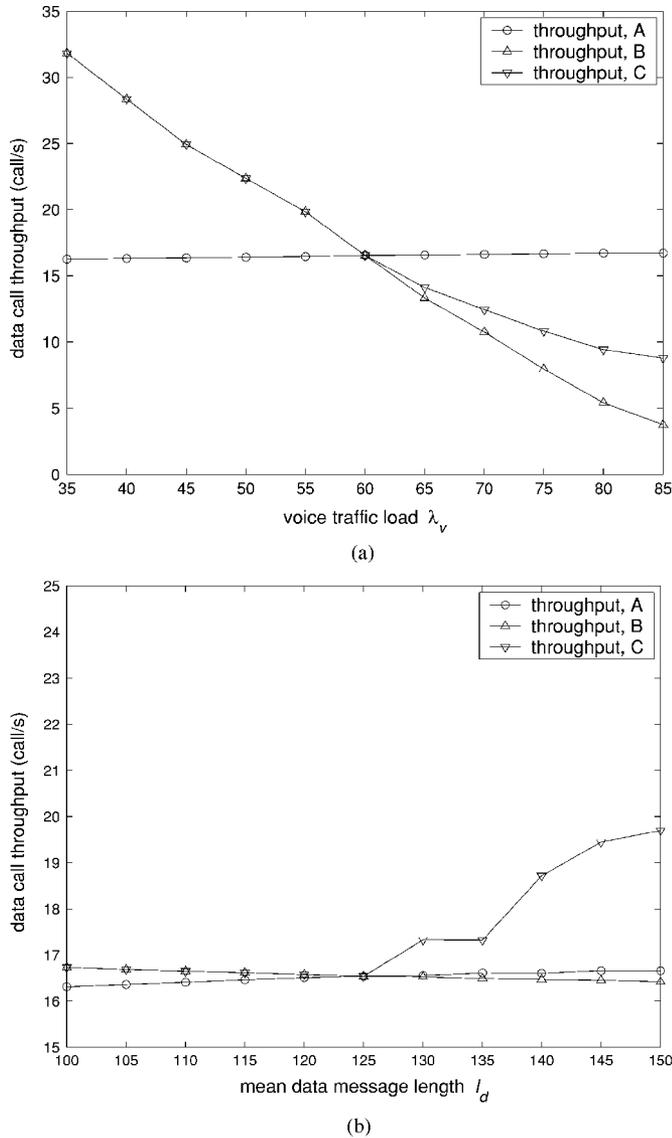 throughput, A
throughput, B
throughput, C
35
30
25
20
15
10
5
0
data call throughput (call/s)
35 40 45 50 55 60 65 70 75 80 85
voice traffic load λv
(a)
throughput, A
throughput, B
throughput, C
25
24
23
22
21
20
19
18
17
16
15
data call throughput (call/s)
100 105 110 115 120 125 130 135 140 145 150
mean data message length ld
(b)